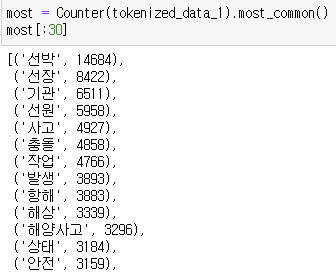 most = Counter(tokenized_data_1).most_common()
most[:30]
[('선박', 14684),
('선장', 8422),
('기관', 6511),
('선원', 5958),
('사고', 4927),
('충돌', 4858),
('작업', 4766),
('발생', 3893),
('항해', 3883),
('해상', 3339),
('해양사고', 3296),
('상태', 3184),
('안전', 3159),